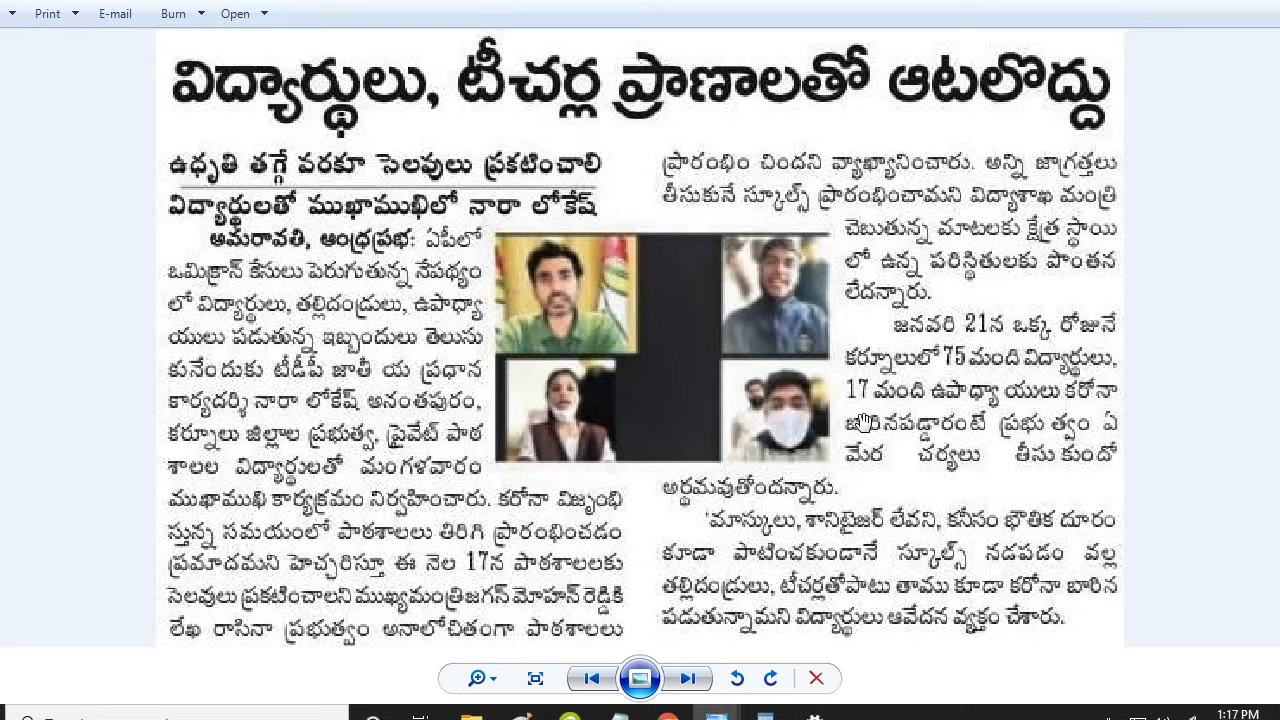 Print
E-mail
Burn
Open
విద్యార్థులు, టీచర్ల ప్రాణాలతో ఆటలొద్దు
ఉధృతి తగ్గే వరకూ సెలవులు ప్రకటించాలి
విద్యార్థులతో ముఖాముఖిలో నారా లోకేష్
అమరావతి, ఆంధ్రప్రభ: ఏపీలో
ఒమిక్రాన్ కేసులు పెరుగుతున్న నేపథ్యం
లో విద్యార్థులు, తల్లిదండ్రులు, ఉపాధ్యా
యులు పడుతున్న ఇబ్బందులు తెలుసు
కునేందుకు టీడీపీ జాతీ య ప్రధాన
కార్యదర్శి నారా లోకేష్ అనంతపురం,
కర్నూలు జిల్లాల ప్రభుత్వ, ప్రైవేట్ పాఠ
శాలల విద్యార్థులతో మంగళవారం
ముఖాముఖి కార్యక్రమం నిర్వహించారు. కరోనా విజృంభి
స్తున్న సమయంలో పాఠశాలలు తిరిగి ప్రారంభించడం
ప్రమాదమని హెచ్చరిస్తూ ఈ నెల 17న పాఠశాలలకు
సెలవులు ప్రకటించాలని ముఖ్యమంత్రిజగన్ మోహన్ రెడ్డికి
లేఖ రాసినా ప్రభుత్వం అనాలోచితంగా పాఠశాలలు
ప్రారంభిం చిందని వ్యాఖ్యానించారు. అన్ని జాగ్రత్తలు
తీసుకునే స్కూల్స్ ప్రారంభించామని విద్యాశాఖ మంత్రి
చెబుతున్న మాటలకు క్షేత్ర స్థాయి
లో ఉన్న పరిస్థితులకు పొంతన
లేదన్నారు.
జనవరి 21న ఒక్క రోజునే
కర్నూలులో 75 మంది విద్యార్థులు,
17 మంది ఉపాధ్యా యులు కరోనా
బారినపడ్డారంటే ప్రభు త్వం ఏ
మేర చర్యలు తీసు కుందో
అర్థమవుతోందన్నారు.
'మాస్కులు, శానిటైజర్ లేవని, కనీసం భౌతిక దూరం
కూడా పాటించకుండానే స్కూల్స్ నడపడం వల్ల
తల్లిదండ్రులు, టీచర్లతోపాటు తాము కూడా కరోనా బారిన
పడుతున్నామని విద్యార్థులు ఆవేదన వ్యక్తం చేశారు.
1:17 PM